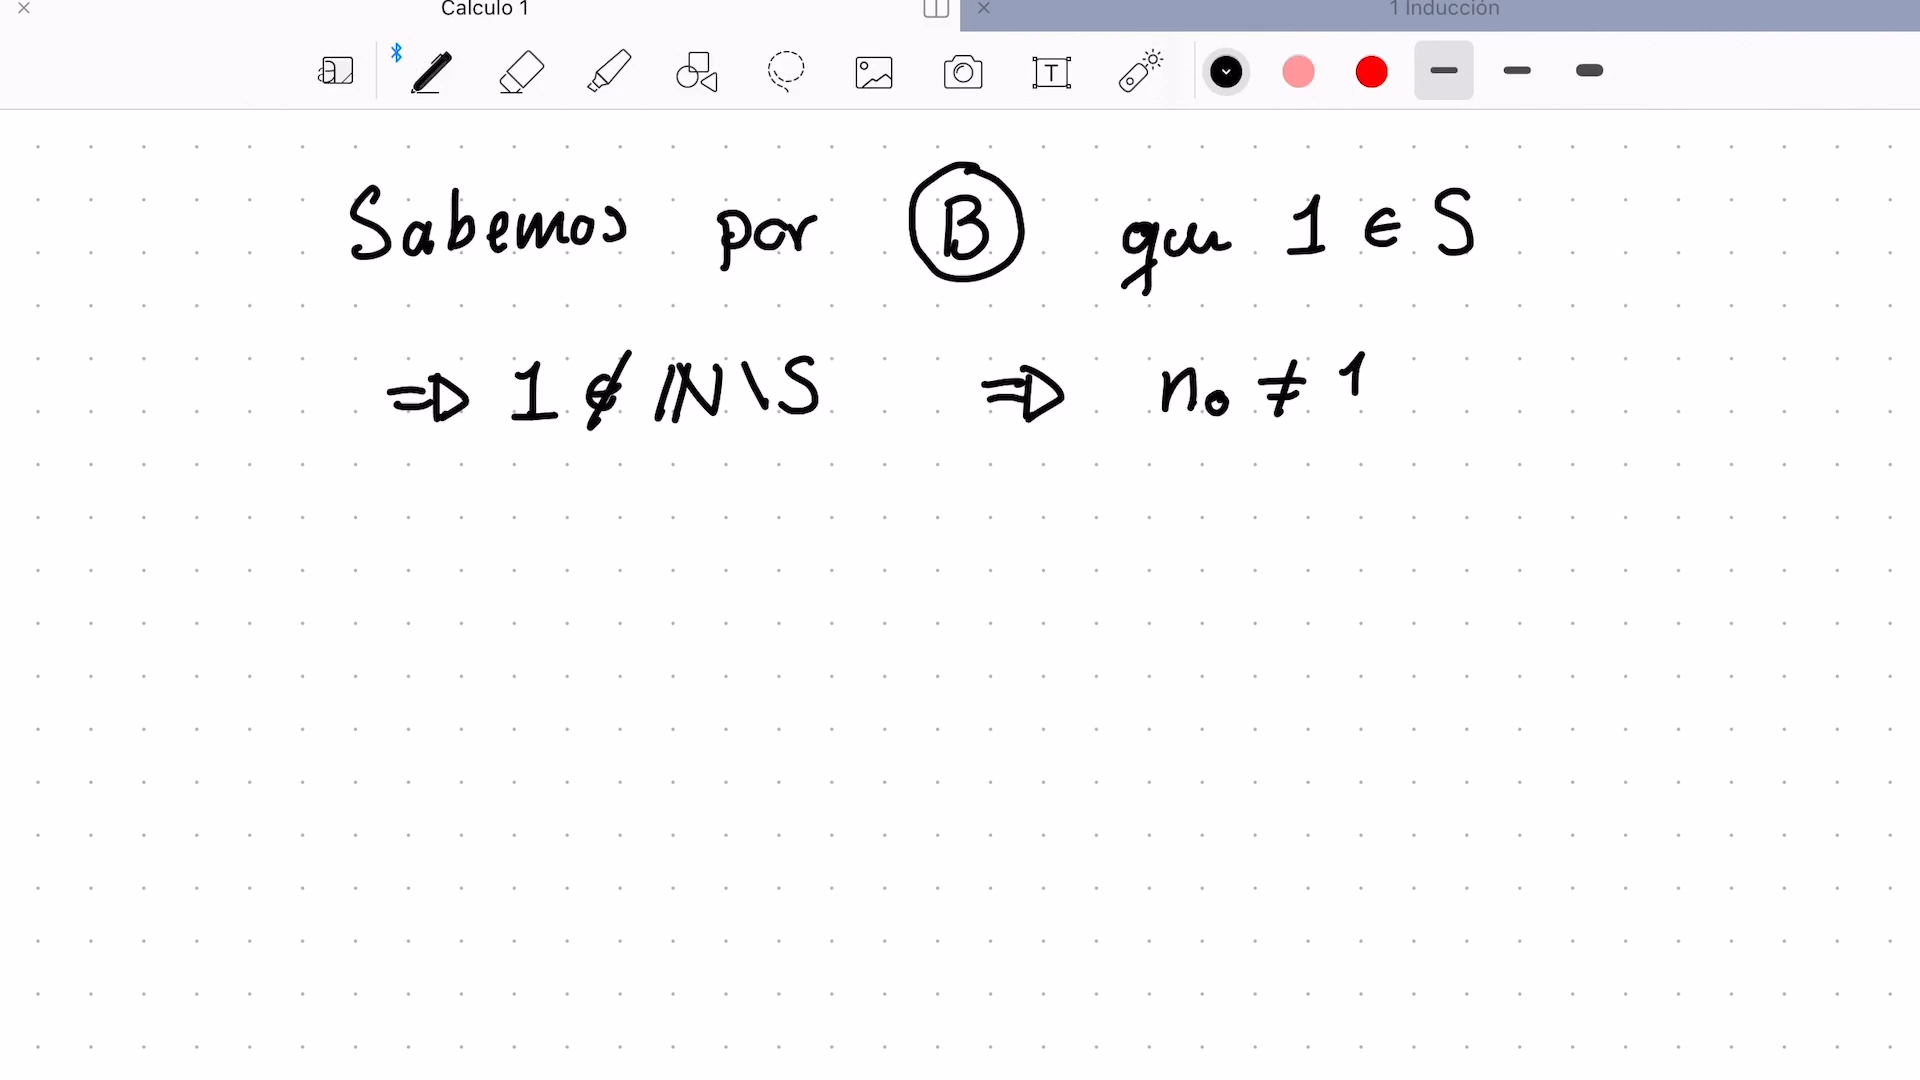 Calculo 1
1 Inducción
Sabemos por B que 1 ∈ S
⇒ 1 ∉ ℕ\S ⇒ n₀ ≠ 1